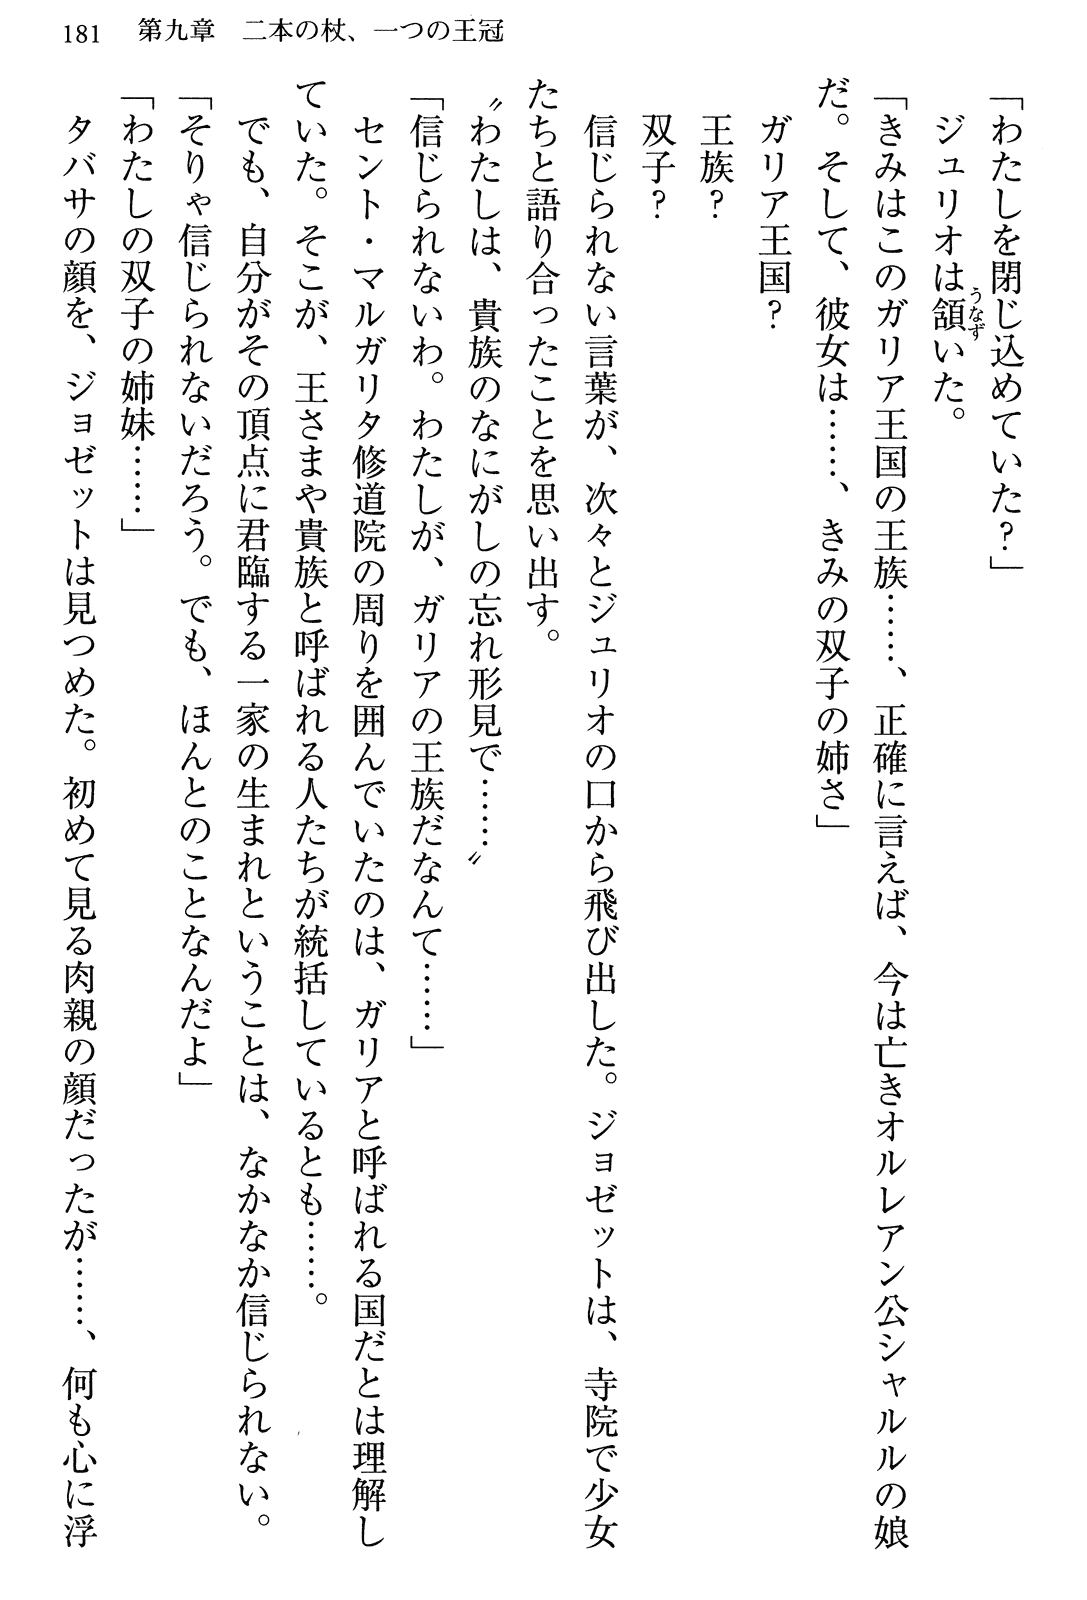 181 第九章 二本の杖、一つの王冠
「わたしを閉じ込めていた?」
ジュリオは頷いた。
うなず
「きみはこのガリア王国の王族……、正確に言えば、今は亡きオルレアン公シャルルの娘
だ。そして、彼女は……、きみの双子の姉さ」
ガリア王国?
王族?
双子?
信じられない言葉が、次々とジュリオの口から飛び出した。ジョゼットは、寺院で少女
たちと語り合ったことを思い出す。
〝わたしは、貴族のなにがしの忘れ形見で……〟
「信じられないわ。わたしが、ガリアの王族だなんて……」
セント・マルガリタ修道院の周りを囲んでいたのは、ガリアと呼ばれる国だとは理解し
ていた。そこが、王さまや貴族と呼ばれる人たちが統括しているとも……。
でも、自分がその頂点に君臨する一家の生まれということは、なかなか信じられない。
「そりゃ信じられないだろう。でも、ほんとのことなんだよ」
「わたしの双子の姉妹……」
タバサの顔を、ジョゼットは見つめた。初めて見る肉親の顔だったが……、何も心に浮